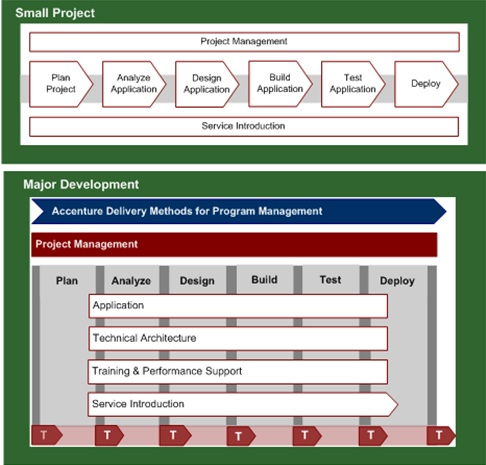 Small Project
Project Management
Plan
Project
Analyze
Application
Design
Application
Build
Application
Test
Application
Deploy
Service Introduction
Major Development
Accenture Delivery Methods for Program Management
Project Management
Plan Analyze Design Build Test Deploy
Application
Technical Architecture
Training & Performance Support
Service Introduction
T T T T T T T